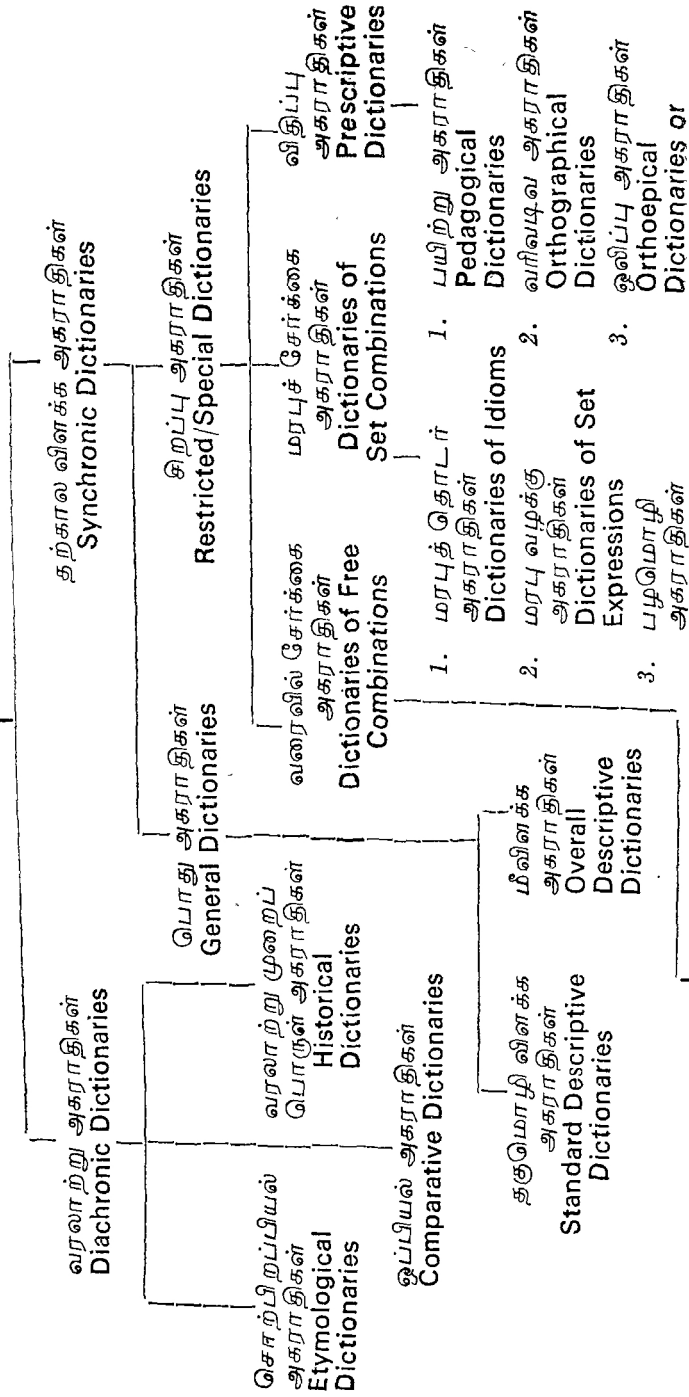 வரலாற்று அகராதிகள்
Diachronic Dictionaries
தற்கால விளக்க அகராதிகள்
Synchronic Dictionaries
சொற்பிறப்பியல்
அகராதிகள்
Etymological
Dictionaries
வரலாற்று முறைப்
பொருள் அகராதிகள்
Historical
Dictionaries
ஒப்பியல் அகராதிகள்
Comparative Dictionaries
பொது அகராதிகள்
General Dictionaries
சிறப்பு அகராதிகள்
Restricted/Special Dictionaries
தகுமொழி விளக்க
அகராதிகள்
Standard Descriptive
Dictionaries
மீவிளக்க
அகராதிகள்
Overall
Descriptive
Dictionaries
வரைவில் சேர்க்கை
அகராதிகள்
Dictionaries of Free
Combinations
மரபுச் சேர்க்கை
அகராதிகள்
Dictionaries of
Set Combinations
விதிப்பு
அகராதிகள்
Prescriptive
Dictionaries
1. மரபுத் தொடர்
அகராதிகள்
Dictionaries of Idioms
2. மரபு வழக்கு
அகராதிகள்
Dictionaries of Set
Expressions
3. பழமொழி
அகராதிகள்
1. பயிற்று அகராதிகள்
Pedagogical
Dictionaries
2. வரிவடிவ அகராதிகள்
Orthographical
Dictionaries
3. ஒலிப்பு அகராதிகள்
Orthoepical
Dictionaries or